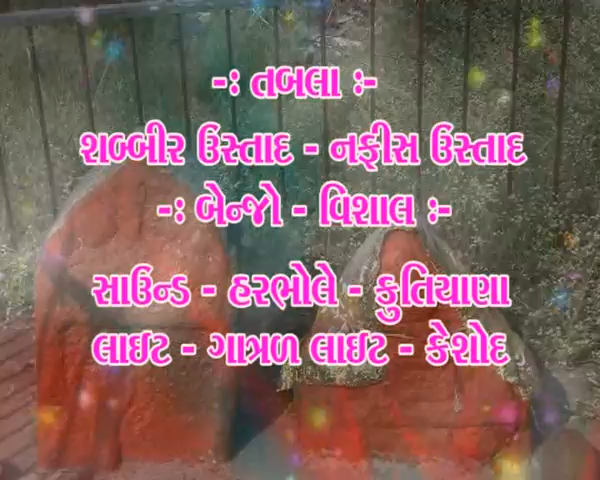 -: તબલા :-
શબ્બીર ઉસ્તાદ - નફીસ ઉસ્તાદ
-: બેન્જો - વિશાલ :-
સાઉન્ડ - હરભોલે - કુતિયાણા
લાઇટ - ગાત્રળ લાઇટ - કેશોદ